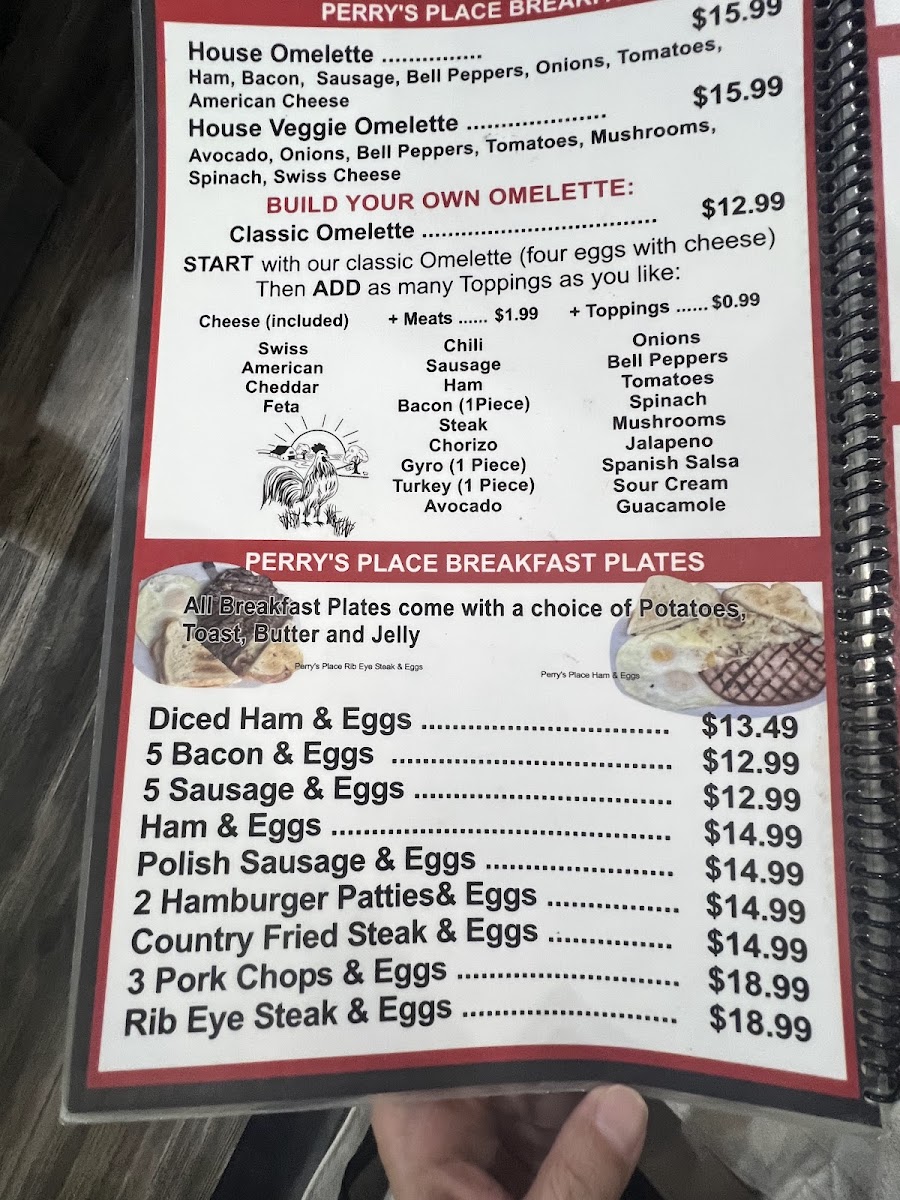 PERRY'S PLACE
House Omelette ................ $15.99
Ham, Bacon, Sausage, Bell Peppers, Onions, Tomatoes,
American Cheese
House Veggie Omelette .................... $15.99
Avocado, Onions, Bell Peppers, Tomatoes, Mushrooms,
Spinach, Swiss Cheese
BUILD YOUR OWN OMELETTE:
Classic Omelette .................................. $12.99
START with our classic Omelette (four eggs with cheese)
Then ADD as many Toppings as you like:
Cheese (included)
Swiss
American
Cheddar
Feta
+ Meats ...... $1.99
Chili
Sausage
Ham
Bacon (1Piece)
Steak
Chorizo
Gyro (1 Piece)
Turkey (1 Piece)
Avocado
+ Toppings ...... $0.99
Onions
Bell Peppers
Tomatoes
Spinach
Mushrooms
Jalapeno
Spanish Salsa
Sour Cream
Guacamole
PERRY'S PLACE BREAKFAST PLATES
All Breakfast Plates come with a choice of Potatoes,
Toast, Butter and Jelly
Perry's Place Rib Eye Steak & Eggs
Perry's Place Ham & Eggs
Diced Ham & Eggs ............................... $13.49
5 Bacon & Eggs ................................... $12.99
5 Sausage & Eggs ................................ $12.99
Ham & Eggs .......................................... $14.99
Polish Sausage & Eggs ....................... $14.99
2 Hamburger Patties& Eggs ................ $14.99
Country Fried Steak & Eggs ............... $14.99
3 Pork Chops & Eggs ........................... $18.99
Rib Eye Steak & Eggs .......................... $18.99